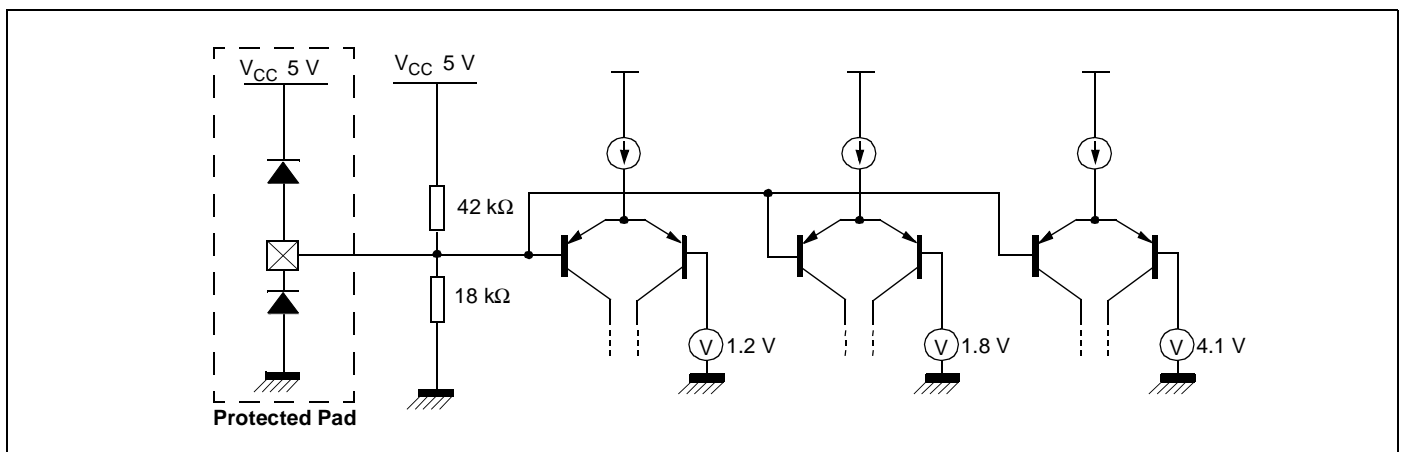 VCC 5 V
VCC 5 V
42 kΩ
18 kΩ
V 1.2 V
V 1.8 V
V 4.1 V
Protected Pad